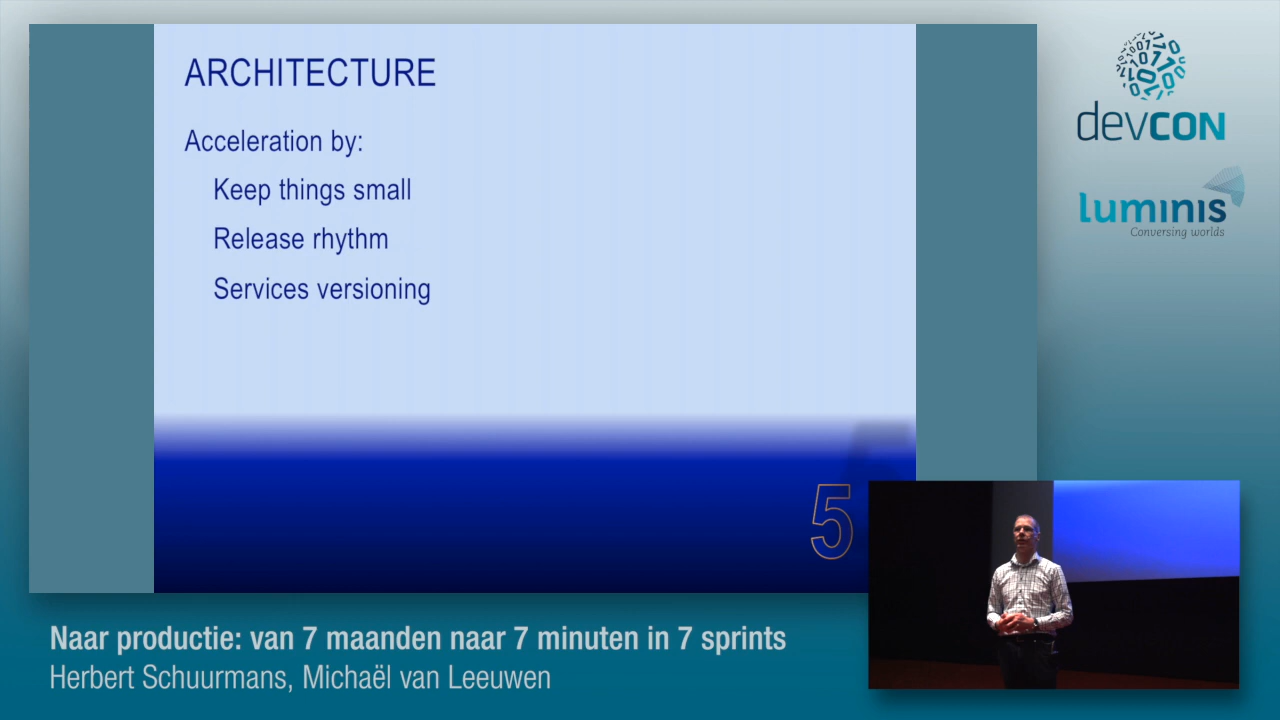 ARCHITECTURE
Acceleration by:
Keep things small
Release rhythm
Services versioning
5
devCON
luminis
Conversing worlds
Naar productie: van 7 maanden naar 7 minuten in 7 sprints
Herbert Schuurmans, Michaël van Leeuwen